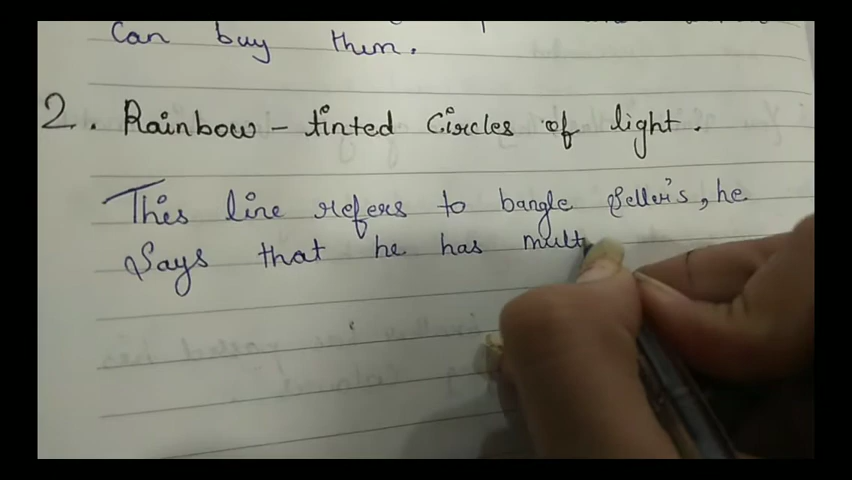 can buy them.
2. Rainbow - tinted Circles of light.
This line refers to bangle seller's, he
says that he has mult